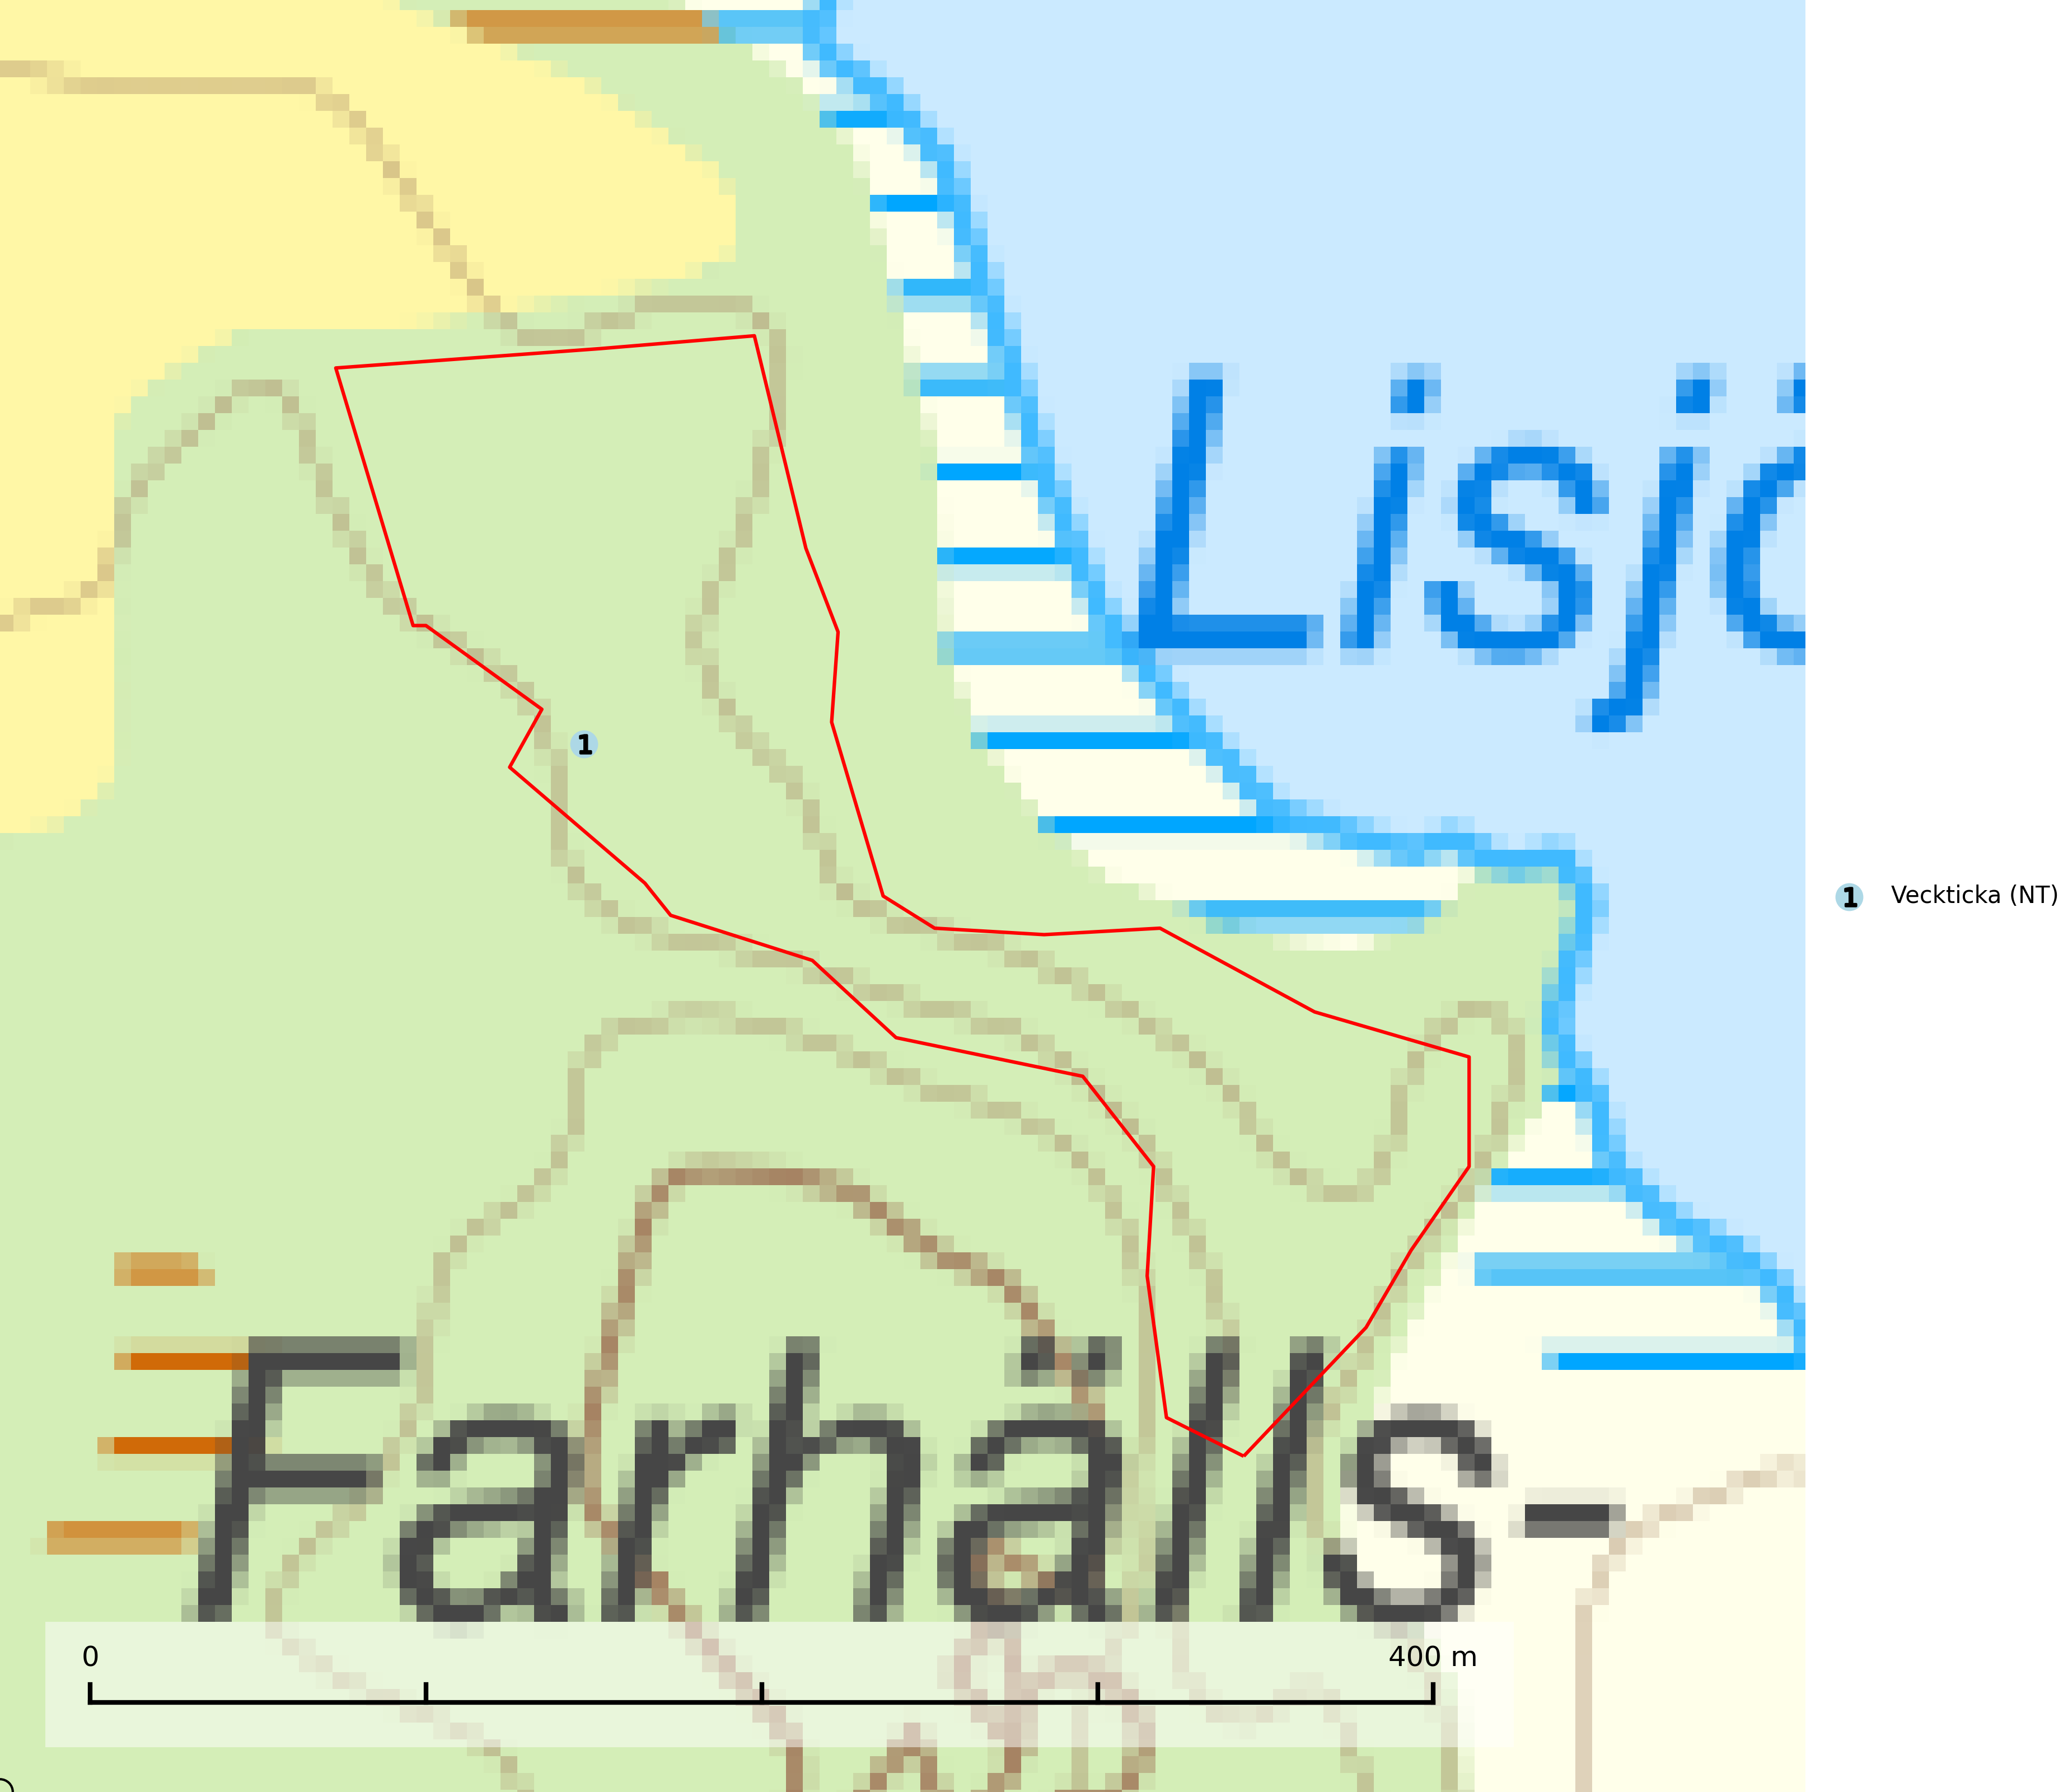 Lisjö
1
1 Veckticka (NT)
Farhälls-
0 400 m